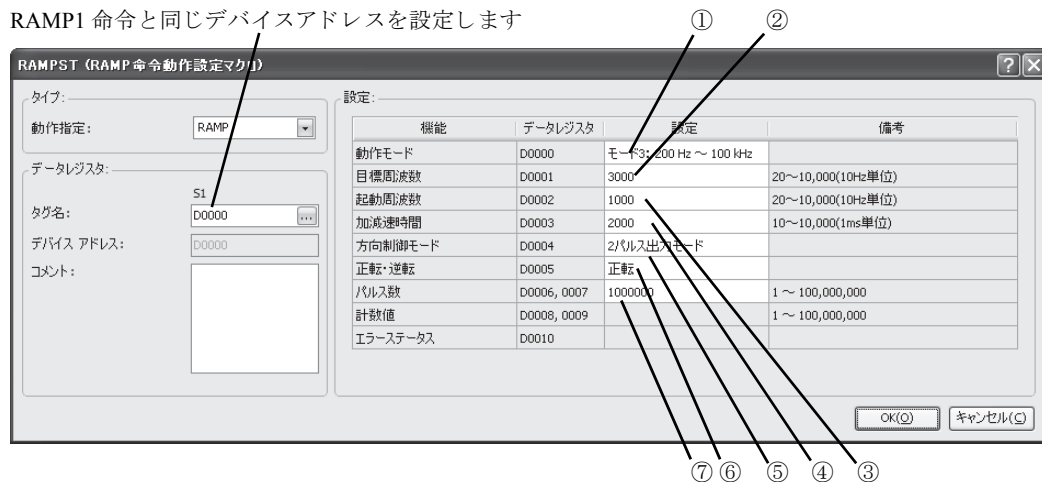 RAMP1 命令と同じデバイスアドレスを設定します
① ②
RAMPST (RAMP命令動作設定マクロ)
タイプ:
動作指定: RAMP
データレジスタ:
S1
タグ名: D0000 ...
デバイス アドレス: D0000
コメント:
設定:
機能 データレジスタ 設定 備考
動作モード D0000 モード3: 200 Hz ～ 100 kHz
目標周波数 D0001 3000 20～10,000(10Hz単位)
起動周波数 D0002 1000 20～10,000(10Hz単位)
加減速時間 D0003 2000 10～10,000(1ms単位)
方向制御モード D0004 2パルス出力モード
正転・逆転 D0005 正転
パルス数 D0006, 0007 1000000 1 ～ 100,000,000
計数値 D0008, 0009 1 ～ 100,000,000
エラーステータス D0010
OK(O) キャンセル(C)
⑦ ⑥ ⑤ ④ ③